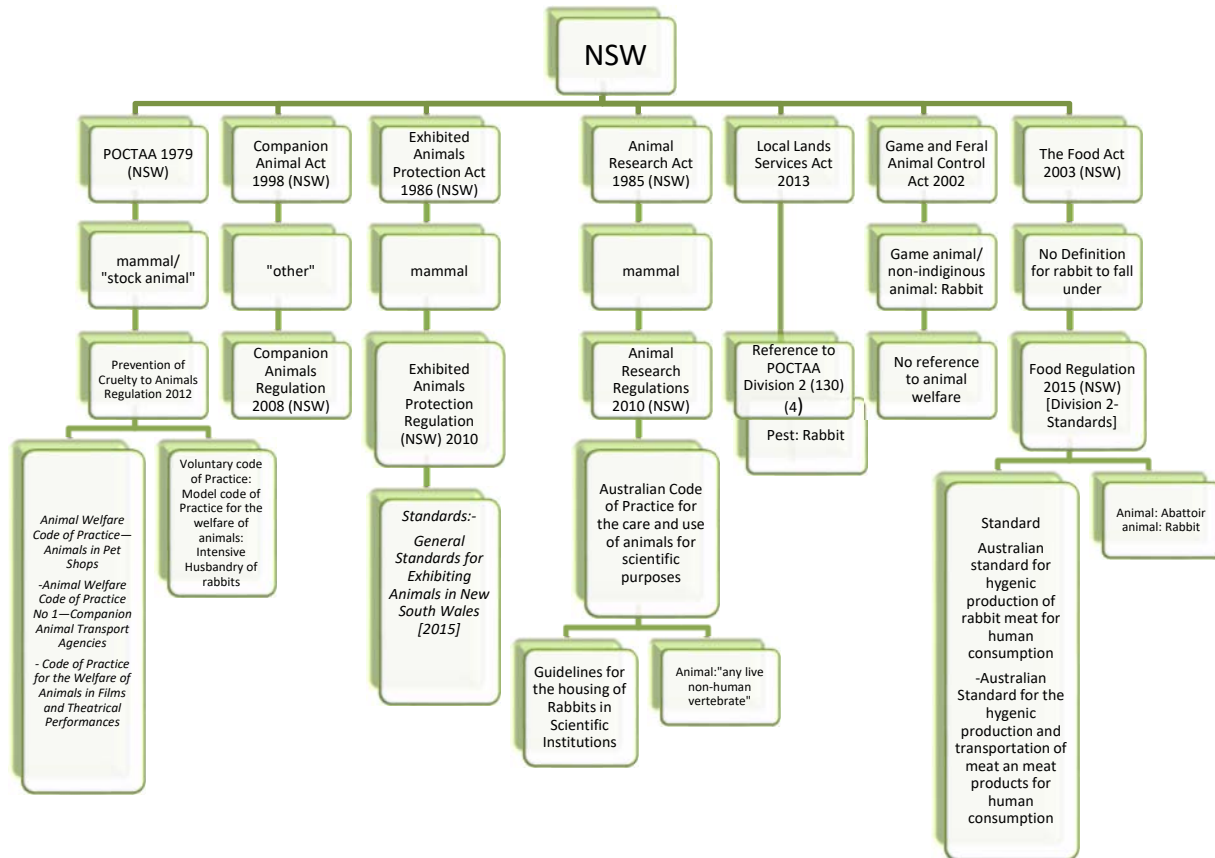 NSW
POCTAA 1979
(NSW)
Companion
Animal Act
1998 (NSW)
Exhibited
Animals
Protection Act
1986 (NSW)
Animal
Research Act
1985 (NSW)
Local Lands
Services Act
2013
Game and Feral
Animal Control
Act 2002
The Food Act
2003 (NSW)
mammal/
"stock animal"
"other"
mammal
mammal
Game animal/
non-indiginous
animal: Rabbit
No Definition
for rabbit to fall
under
Prevention of
Cruelty to Animals
Regulation 2012
Companion
Animals
Regulation
2008 (NSW)
Exhibited
Animals
Protection
Regulation
(NSW) 2010
Animal
Research
Regulations
2010 (NSW)
Reference to
POCTAA
Division 2 (130)
(4)
Pest: Rabbit
No reference
to animal
welfare
Food Regulation
2015 (NSW)
[Division 2-
Standards]
Animal Welfare
Code of Practice—
Animals in Pet
Shops
-Animal Welfare
Code of Practice
No 1—Companion
Animal Transport
Agencies
- Code of Practice
for the Welfare of
Animals in Films
and Theatrical
Performances
Voluntary code
of Practice:
Model code of
Practice for the
welfare of
animals:
Intensive
Husbandry of
rabbits
Standards:-
General
Standards for
Exhibiting
Animals in New
South Wales
[2015]
Australian Code
of Practice for
the care and use
of animals for
scientific
purposes
Guidelines for
the housing of
Rabbits in
Scientific
Institutions
Animal:"any live
non-human
vertebrate"
Standard
Australian
standard for
hygenic
production of
rabbit meat for
human
consumption
-Australian
Standard for the
hygenic
production and
transportation of
meat an meat
products for
human
consumption
Animal: Abattoir
animal: Rabbit